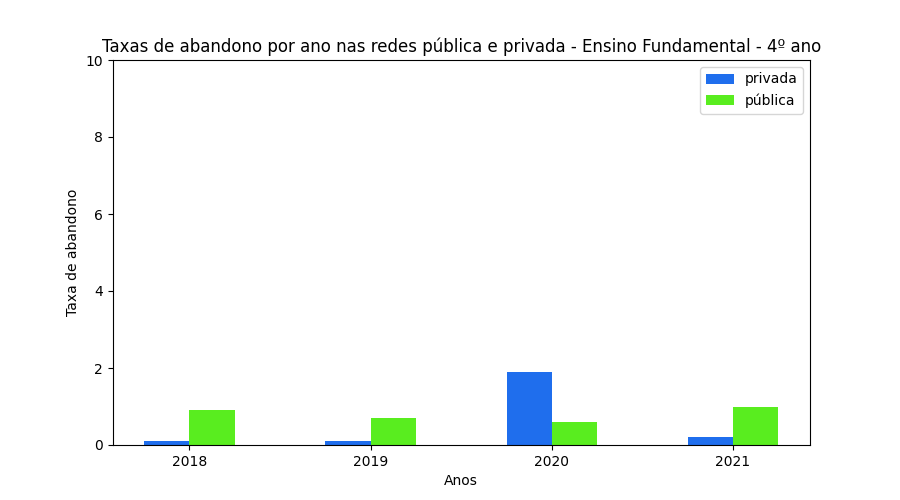 Taxas de abandono por ano nas redes pública e privada - Ensino Fundamental - 4º ano
10
8
6
4
2
0
Taxa de abandono
privada
pública
2018 2019 2020 2021
Anos